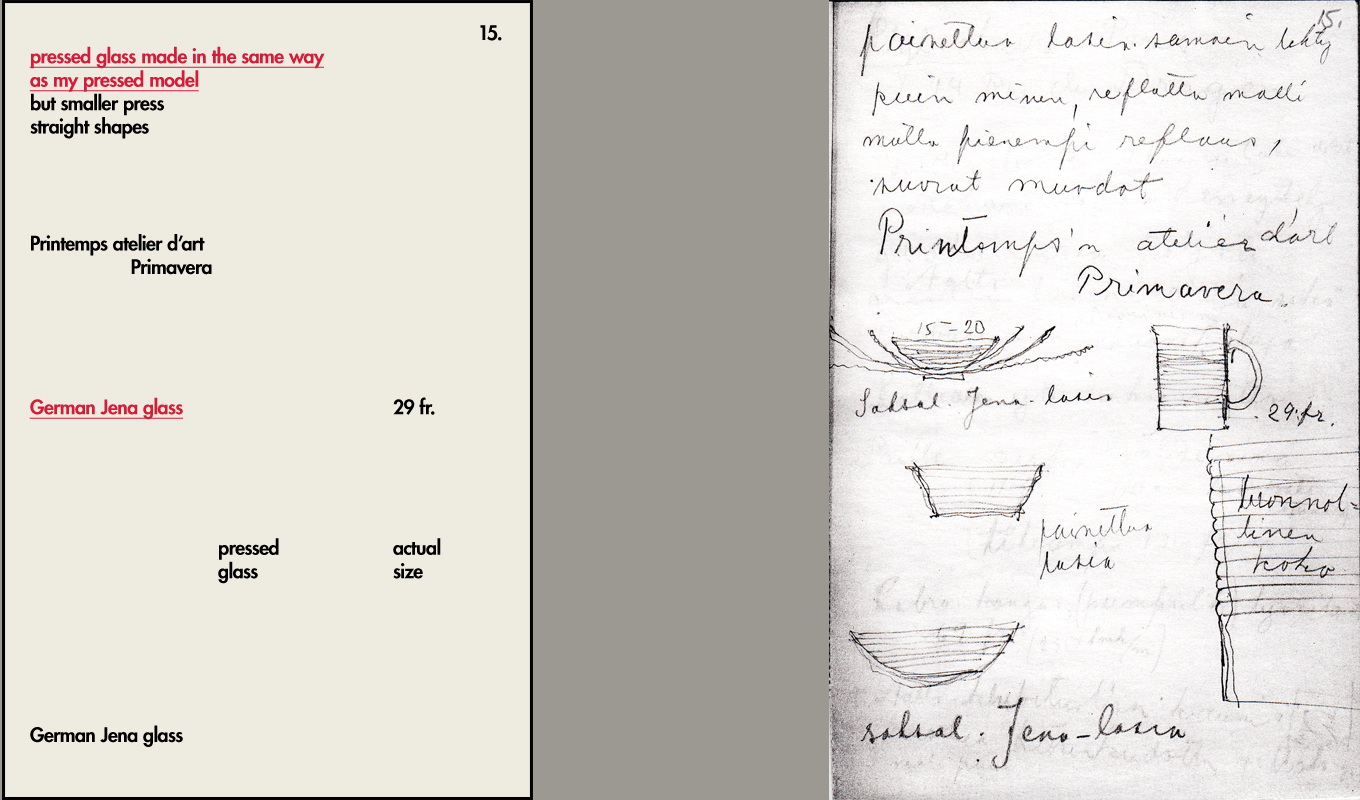 15.
pressed glass made in the same way
as my pressed model
but smaller press
straight shapes
Printemps atelier d’art
Primavera
German Jena glass
29 fr.
pressed
glass
actual
size
German Jena glass
15.
painettua lasia. samoin tehty
kuin minun, reflattu malli
mutta pienempi reflaus,
suorat muodot
Printemps'n atelier d'art
Primavera.
15 - 20
Saksal. Jena-lasia
29 fr.
luonnol=
linen
koko
painettua
lasia
saksal. Jena-lasia